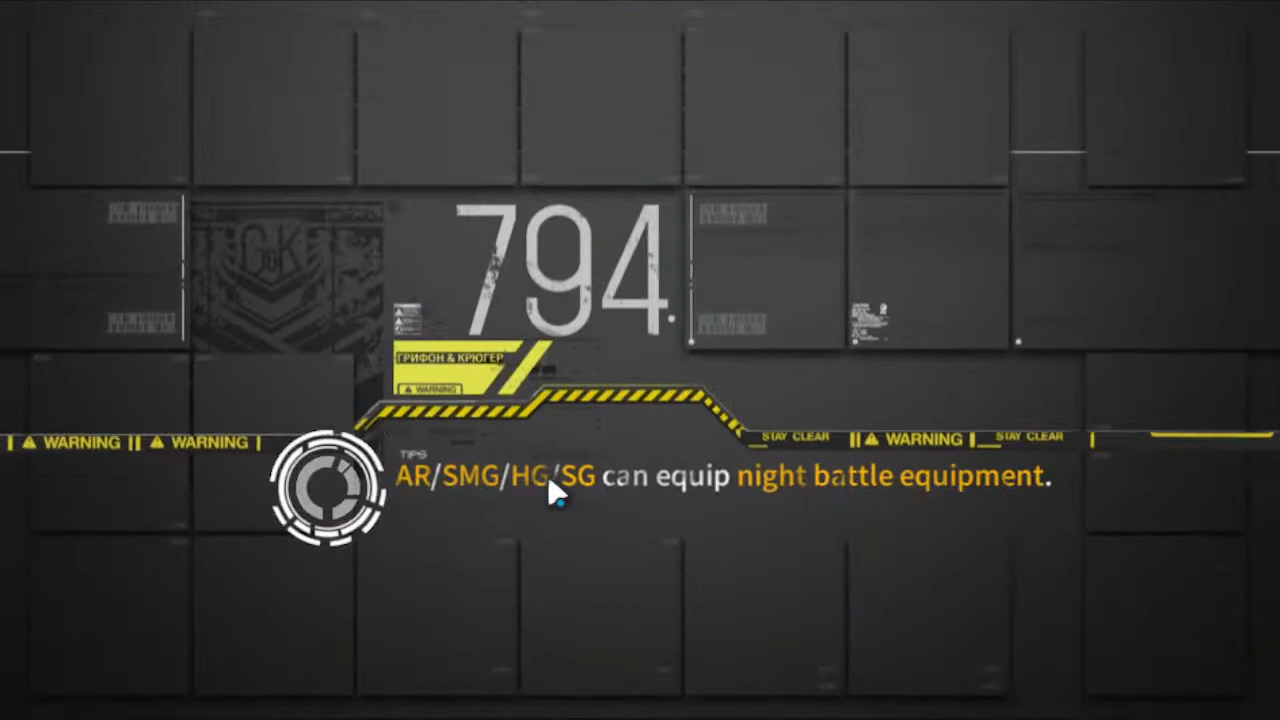 G&K
794.
ГРИФОН & КРЮГЕР
WARNING
WARNING WARNING
STAY CLEAR WARNING STAY CLEAR
TIPS
AR/SMG/HG/SG can equip night battle equipment.